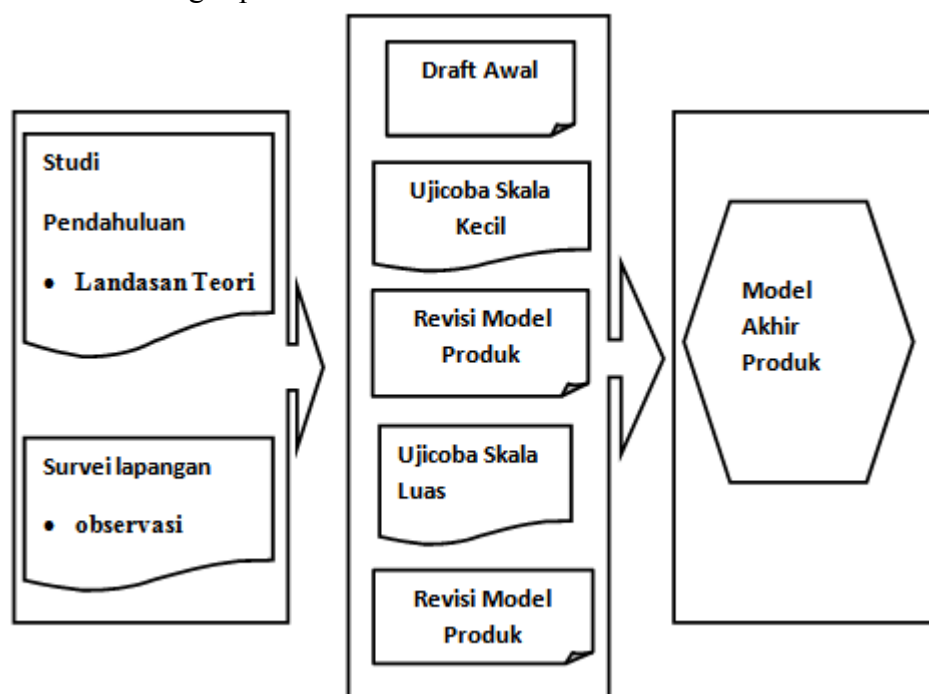 Studi
Pendahuluan
• Landasan Teori
Survei lapangan
• observasi
Draft Awal
Ujicoba Skala
Kecil
Revisi Model
Produk
Ujicoba Skala
Luas
Revisi Model
Produk
Model
Akhir
Produk